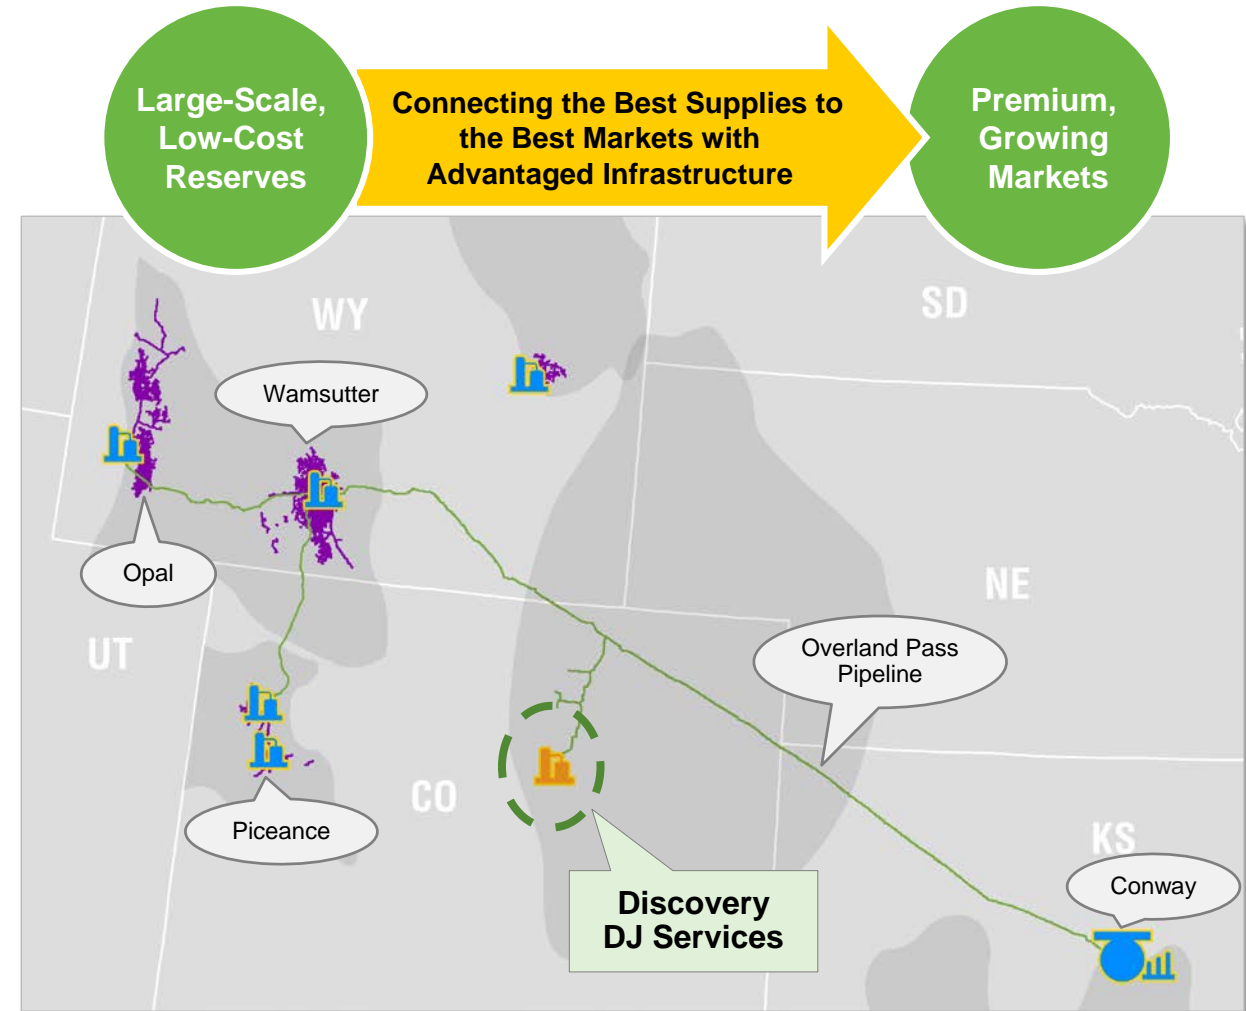 Large-Scale,
Low-Cost
Reserves
Connecting the Best Supplies to
the Best Markets with
Advantaged Infrastructure
Premium,
Growing
Markets
WY
SD
Wamsutter
Opal
NE
UT
Overland Pass
Pipeline
CO
Piceance
KS
Conway
Discovery
DJ Services